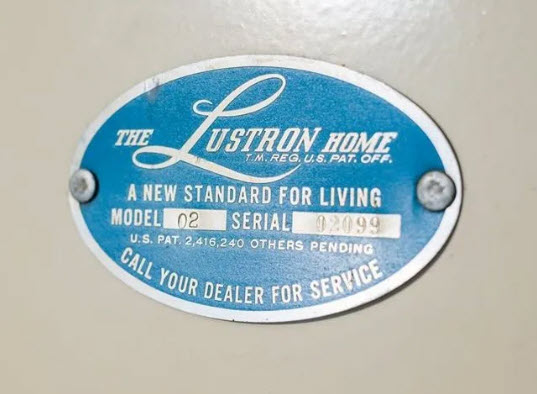 THE LUSTRON HOME
T.M. REG. U.S. PAT. OFF.
A NEW STANDARD FOR LIVING
MODEL 02 SERIAL 02099
U.S. PAT. 2,416,240 OTHERS PENDING
CALL YOUR DEALER FOR SERVICE